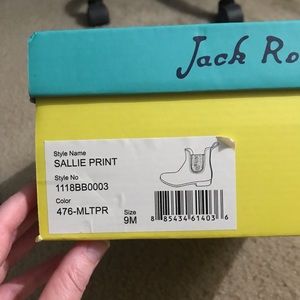 Jack Ro
Style Name
SALLIE PRINT
Style No
1118BB0003
Color
476-MLTPR
Size
9M
8 85434 61403 6